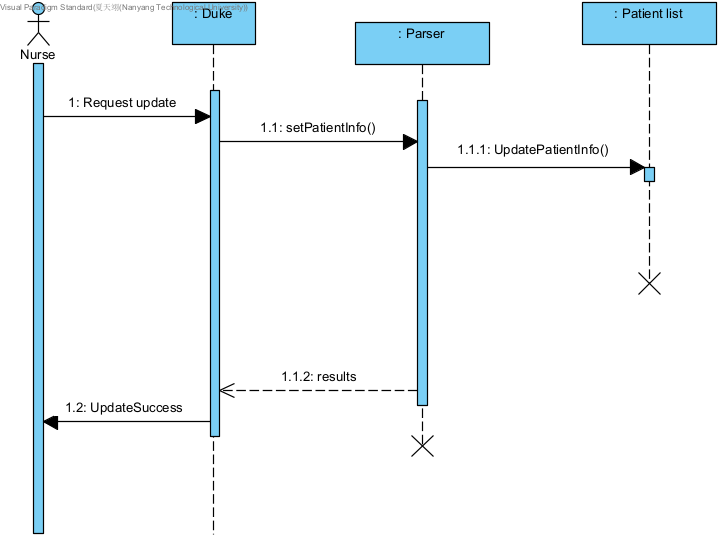 Visual Paradigm Standard(夏天翔(Nanyang Technological University))
: Duke
: Parser
: Patient list
Nurse
1: Request update
1.1: setPatientInfo()
1.1.1: UpdatePatientInfo()
1.1.2: results
1.2: UpdateSuccess